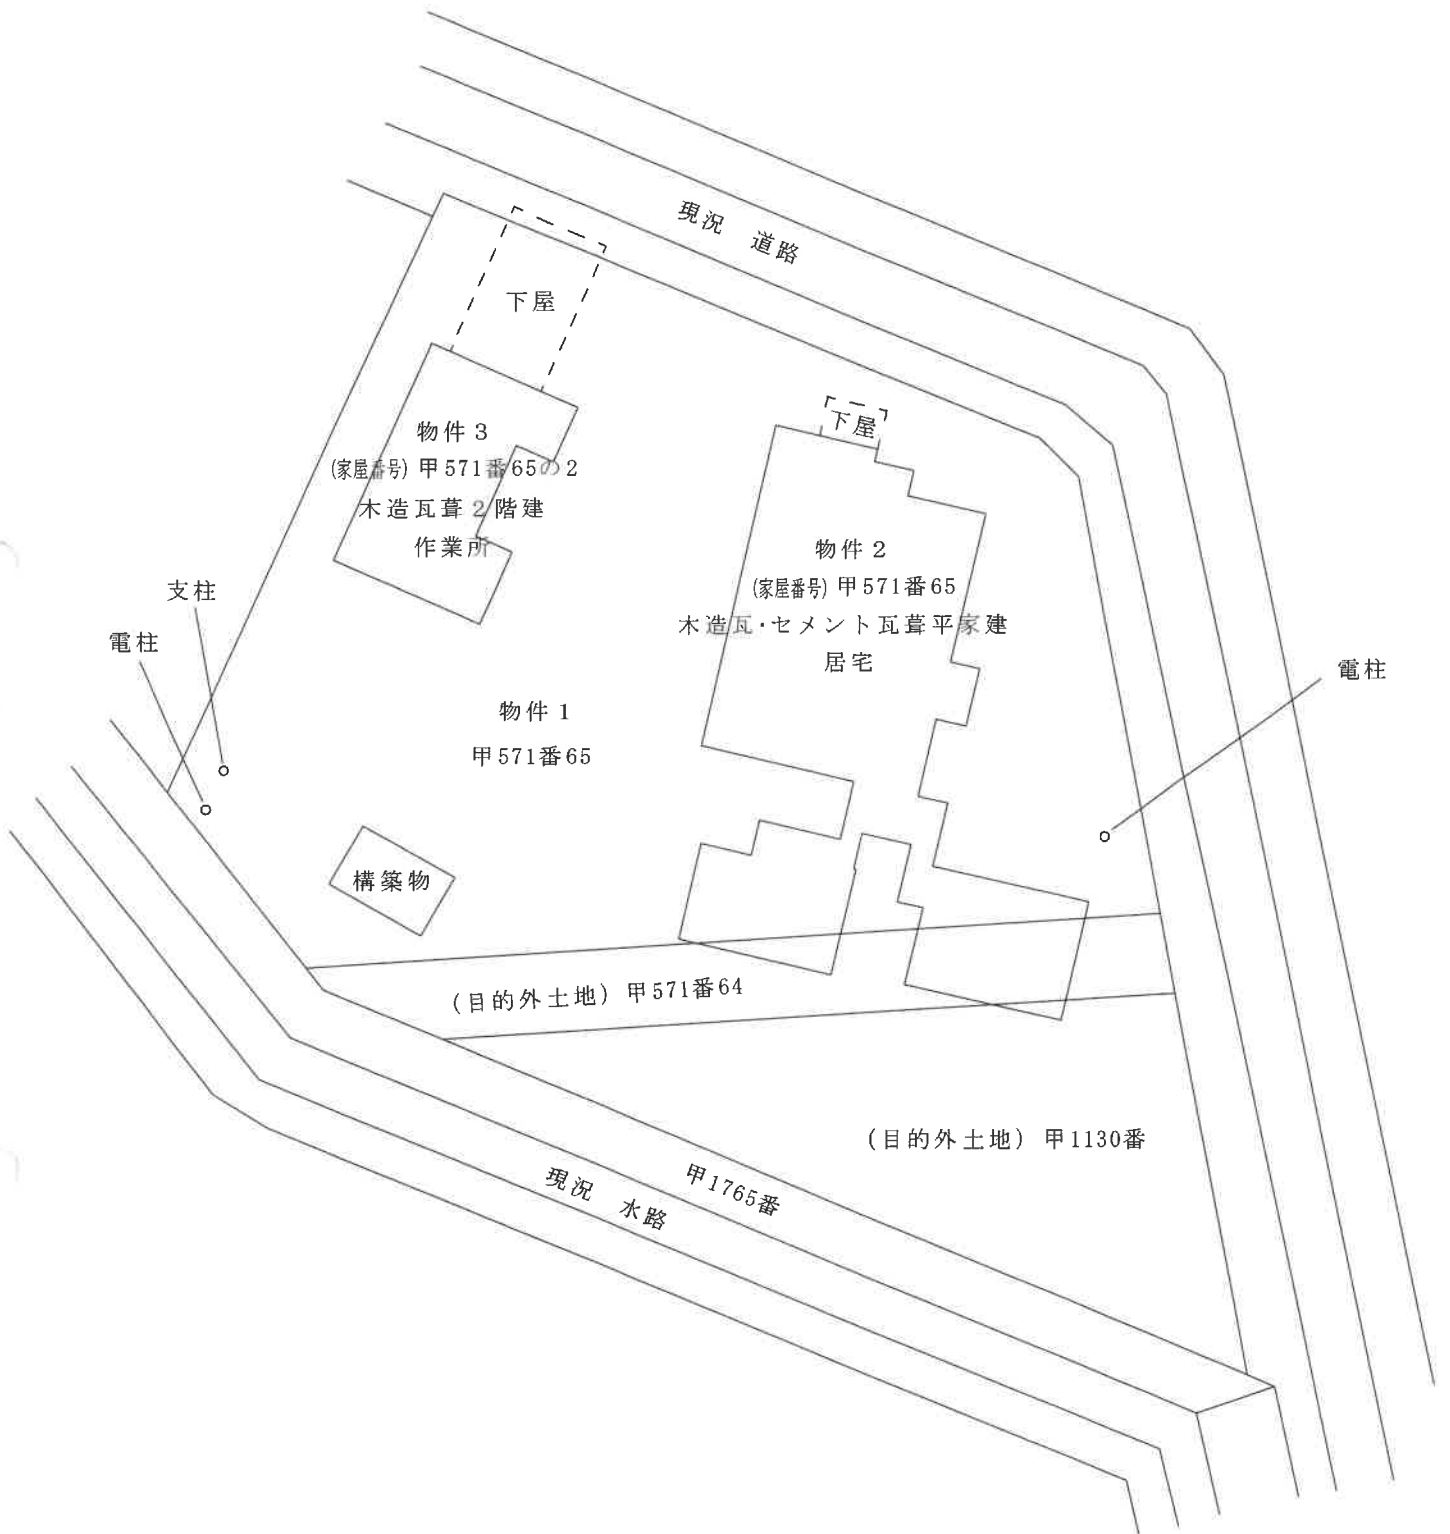 現況 道路
下屋
物件3
(家屋番号) 甲571番65の2
木造瓦葺2階建
作業所
下屋
物件2
(家屋番号) 甲571番65
木造瓦・セメント瓦葺平家建
居宅
支柱
電柱
電柱
物件1
甲571番65
構築物
(目的外土地) 甲571番64
(目的外土地) 甲1130番
甲1765番
現況 水路